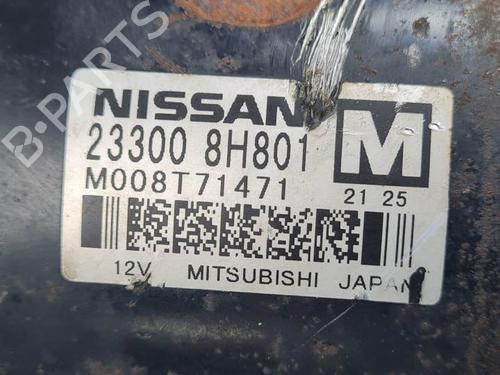 NISSAN
23300 8H801
M
M008T71471
21 25
12V MITSUBISHI JAPAN
B-PARTS